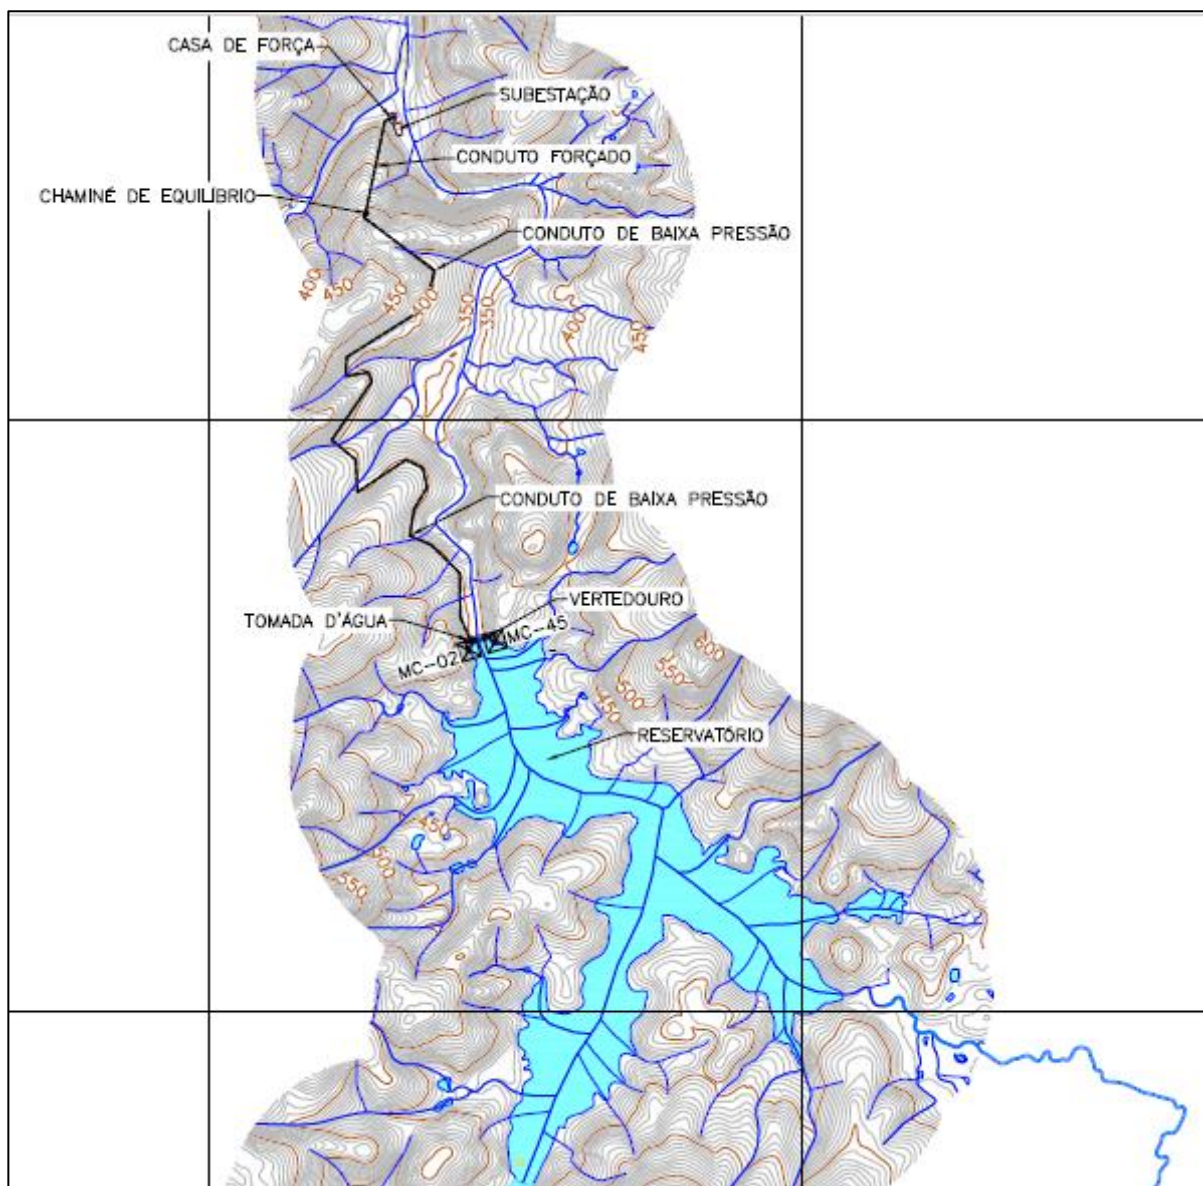 CASA DE FORÇA
SUBESTAÇÃO
CONDUTO FORÇADO
CHAMINÉ DE EQUILÍBRIO
CONDUTO DE BAIXA PRESSÃO
400
450
450
400
350
350
400
450
CONDUTO DE BAIXA PRESSÃO
VERTEDOURO
TOMADA D'ÁGUA
MC-45
MC-02
600
550
500
450
RESERVATÓRIO
450
500
550